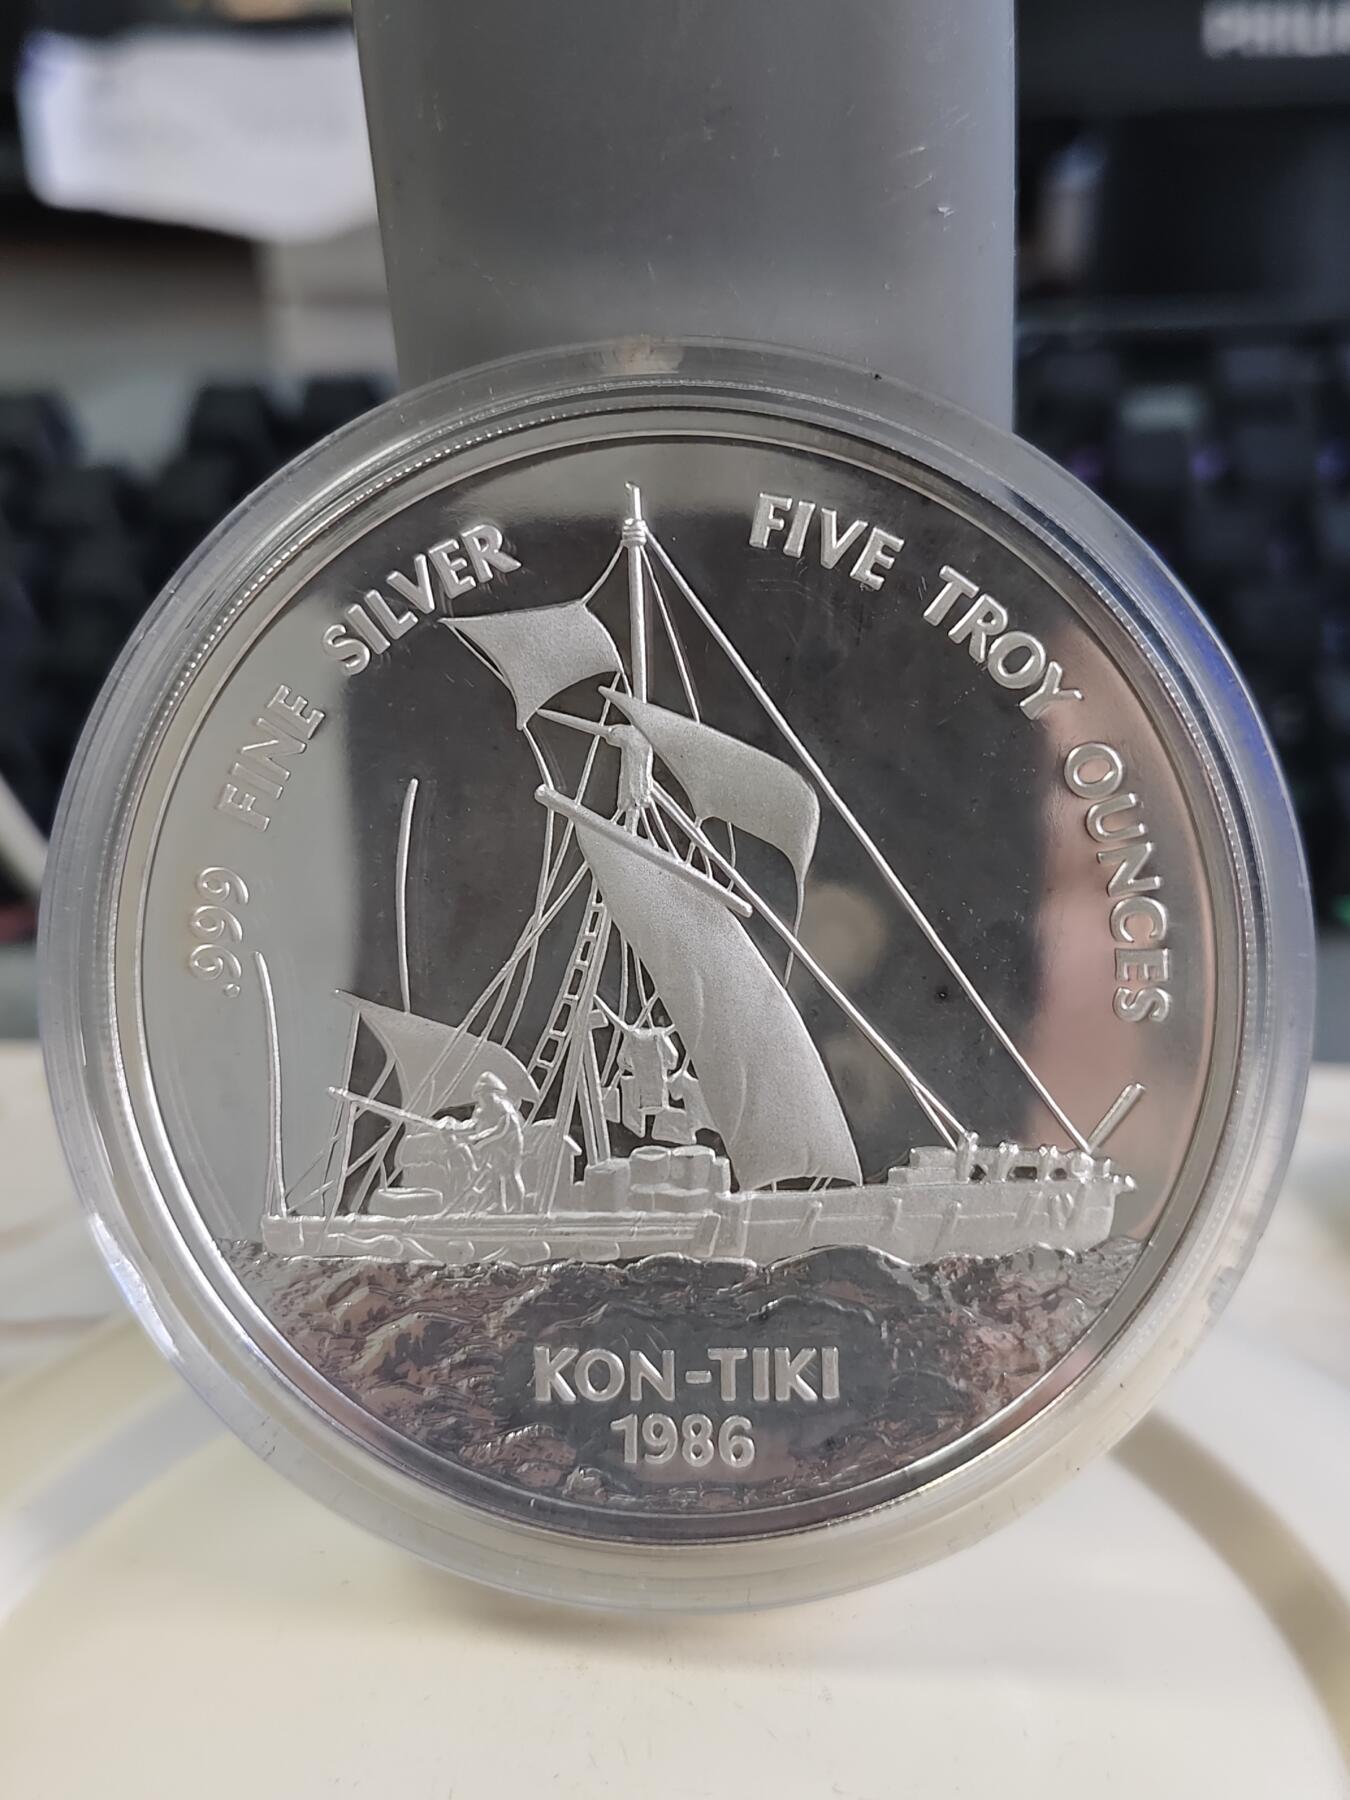 .999 FINE SILVER
FIVE TROY OUNCES
KON-TIKI
1986